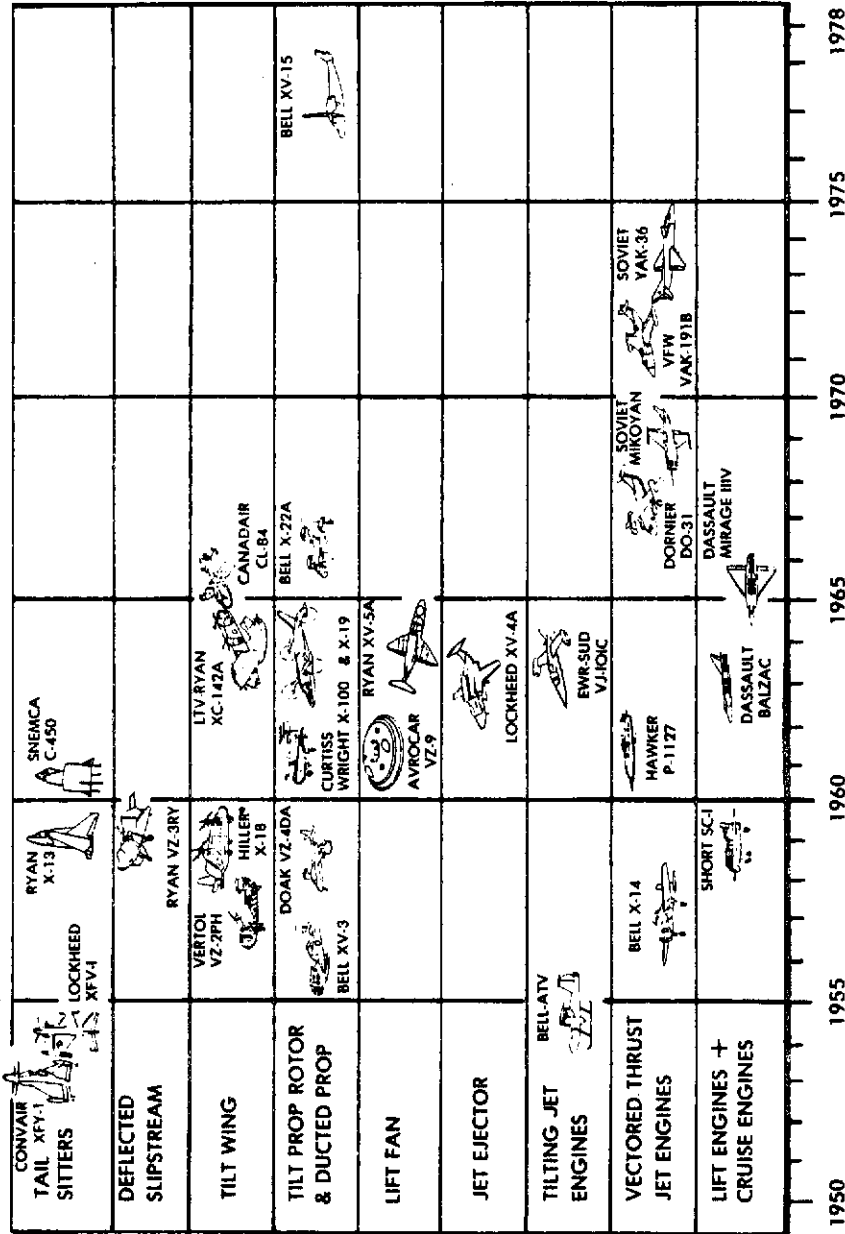 CONVAIR
TAIL XFY-1
SITTERS
LOCKHEED
XFV-1
RYAN
X-13
SNEMCA
C-450
DEFLECTED
SLIPSTREAM
RYAN VZ-3RY
TILT WING
VERTOL
VZ-2PH
HILLER
X-18
LTV-RYAN
XC-142A
CANADAIR
CL-84
TILT PROP ROTOR
& DUCTED PROP
BELL XV-3
DOAK VZ-4DA
CURTISS
WRIGHT X-100 & X-19
BELL X-22A
BELL XV-15
LIFT FAN
AVROCAR
VZ-9
RYAN XV-5A
JET EJECTOR
LOCKHEED XV-4A
TILTING JET
ENGINES
BELL-ATV
EWR-SUD
VJ-IOIC
VECTORED THRUST
JET ENGINES
BELL X-14
HAWKER
P-1127
DORNIER
DO-31
SOVIET
MIKOYAN
VFW
VAK-191B
SOVIET
YAK-36
LIFT ENGINES +
CRUISE ENGINES
SHORT SC-1
DASSAULT
BALZAC
DASSAULT
MIRAGE IIIV
1950
1955
1960
1965
1970
1975
1978